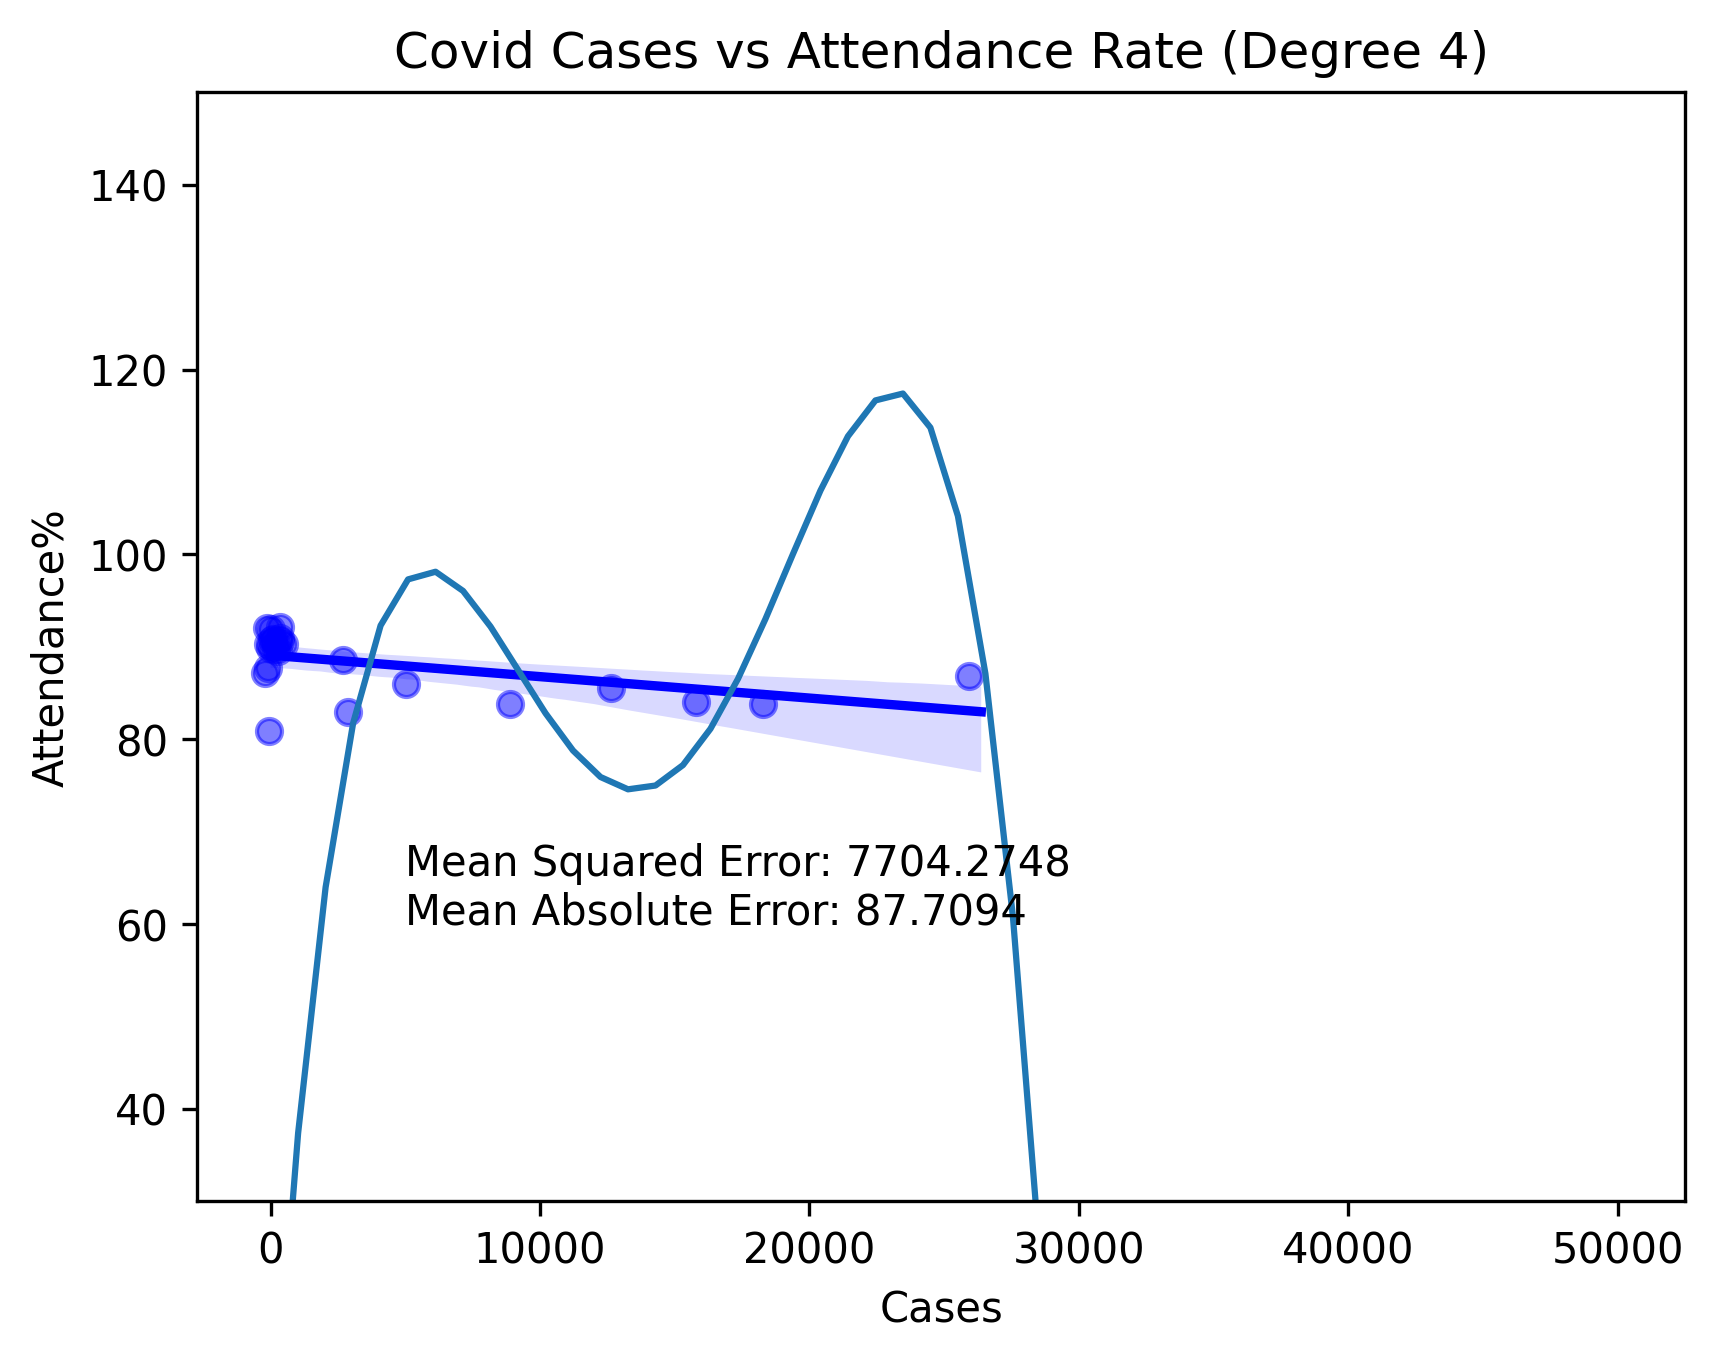 Covid Cases vs Attendance Rate (Degree 4)
Attendance%
140
120
100
80
60
40
Mean Squared Error: 7704.2748
Mean Absolute Error: 87.7094
0 10000 20000 30000 40000 50000
Cases